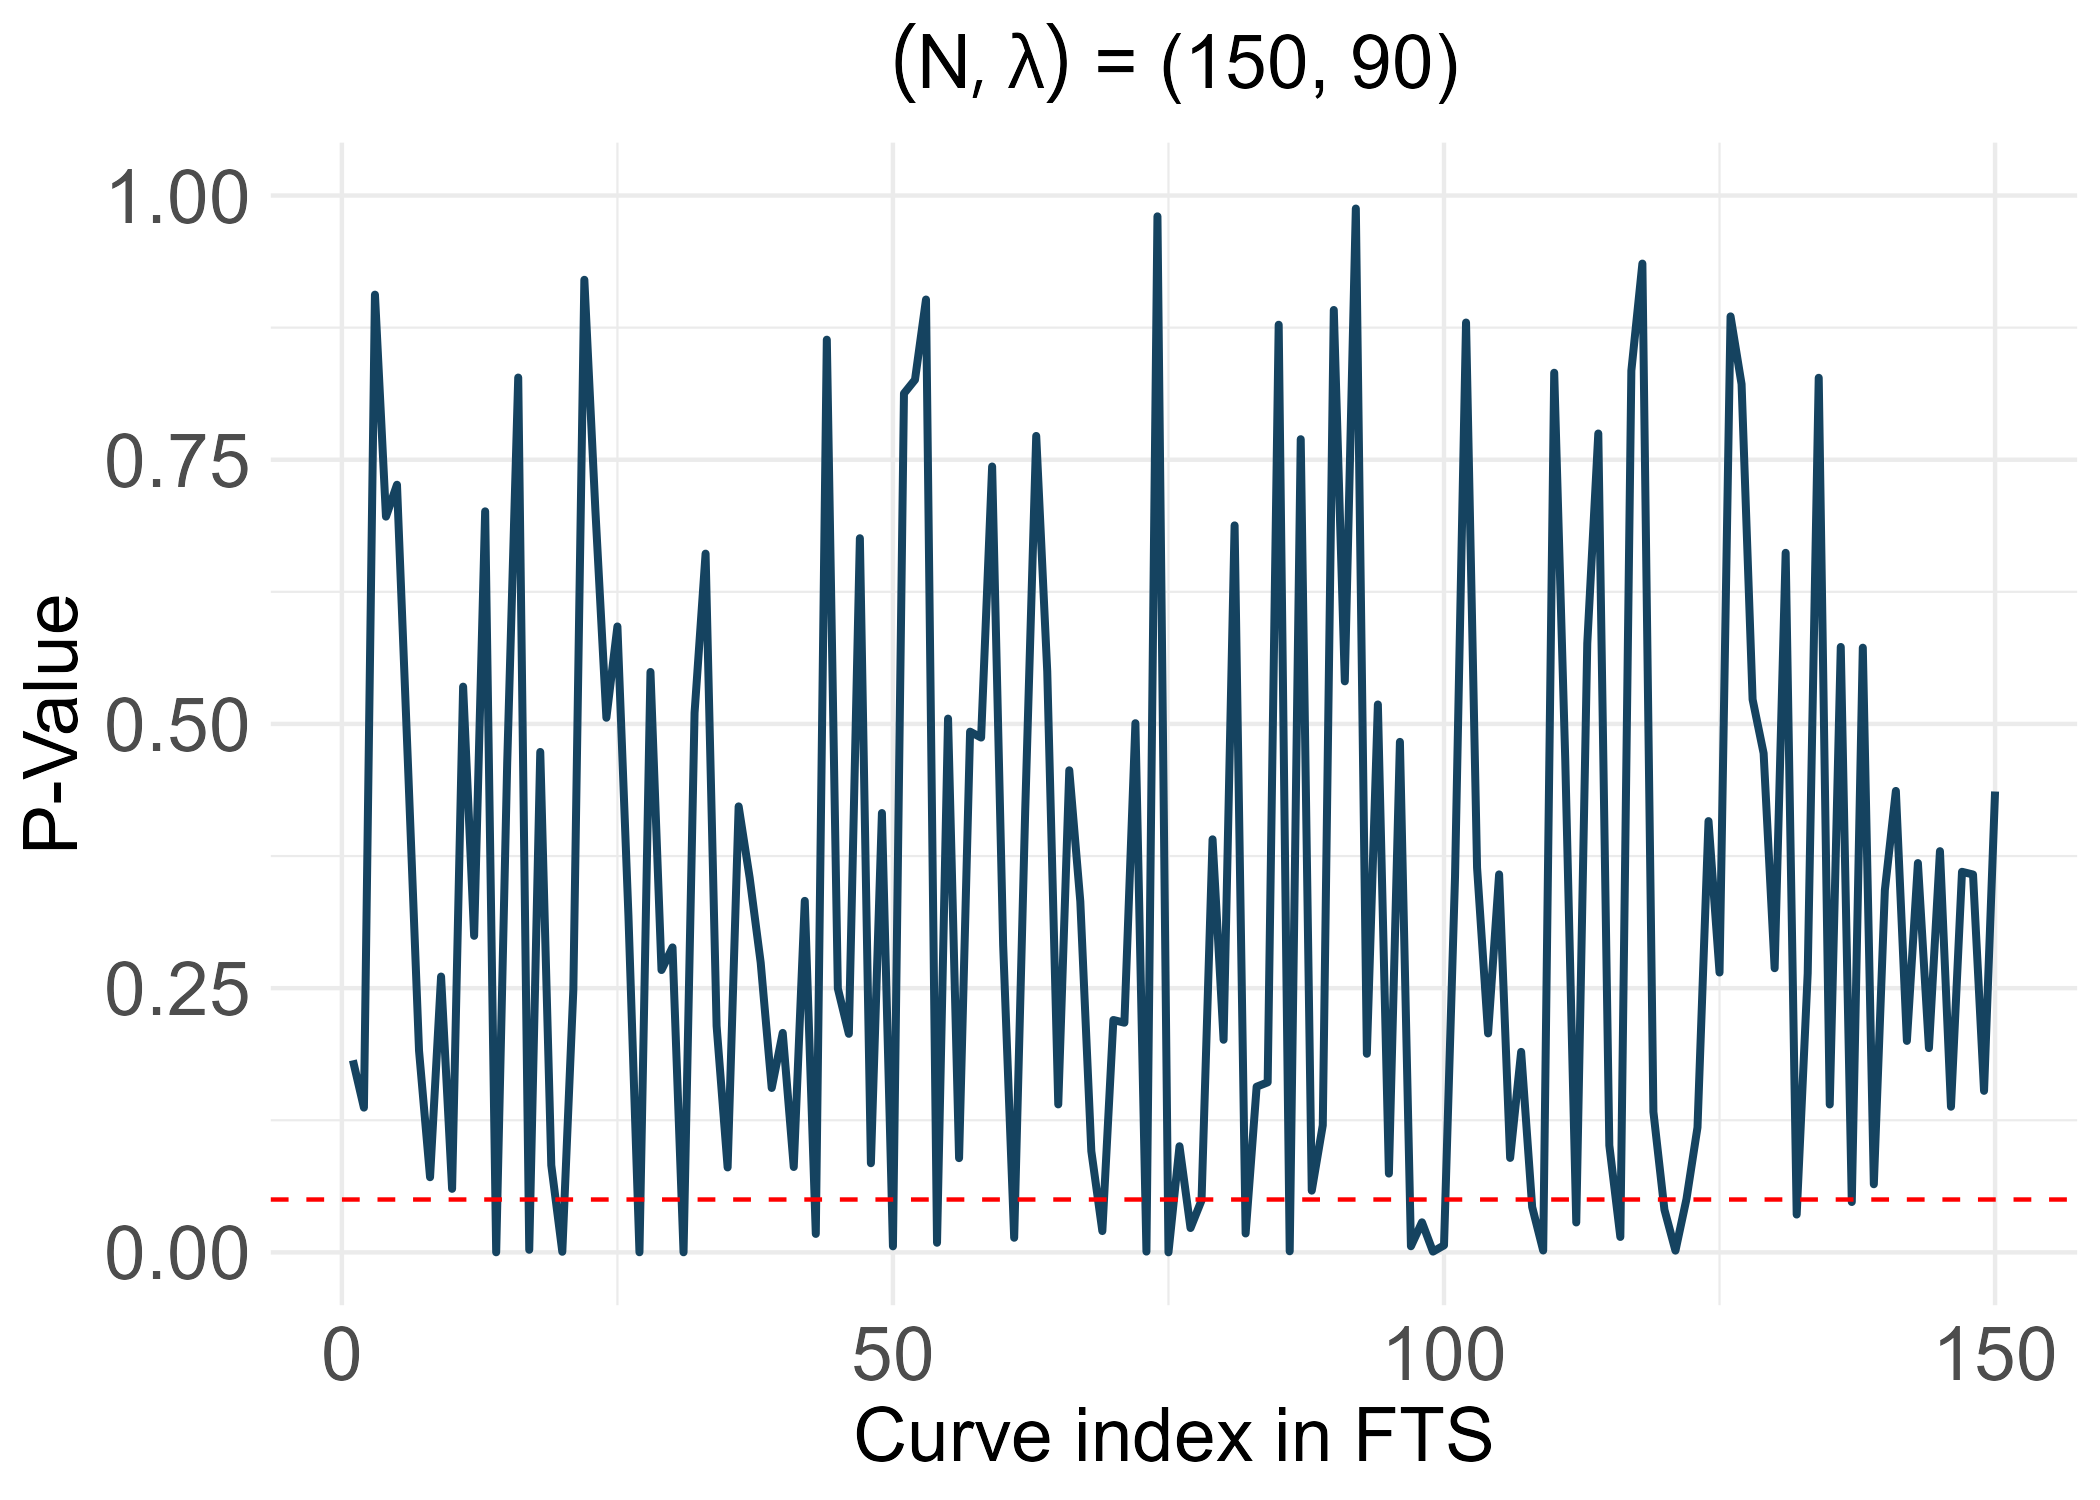 (N, λ) = (150, 90)
1.00
0.75
0.50
0.25
0.00
P-Value
0 50 100 150
Curve index in FTS